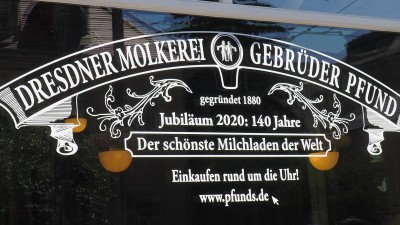 DRESDNER MOLKEREI GEBRÜDER PFUND
gegründet 1880
Jubiläum 2020: 140 Jahre
Der schönste Milchladen der Welt
Einkaufen rund um die Uhr!
www.pfunds.de